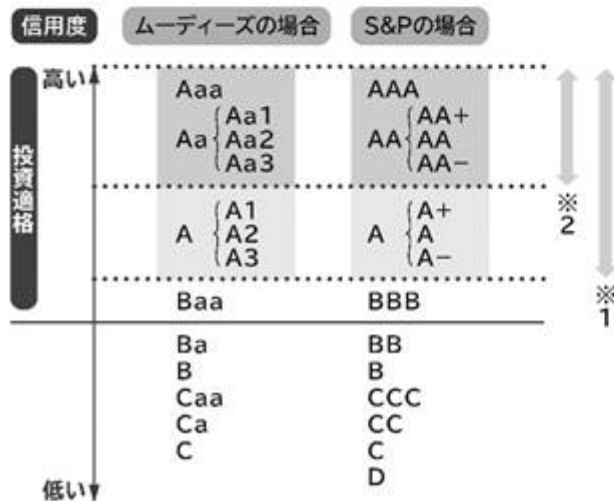 信用度 ムーディーズの場合 S&Pの場合
高い
投資適格
Aaa AAA
Aa Aa1 Aa2 Aa3 AA AA+ AA AA−
A A1 A2 A3 A A+ A A−
Baa BBB
Ba BB
B B
Caa CCC
Ca CC
C C
D
低い
※2
※1